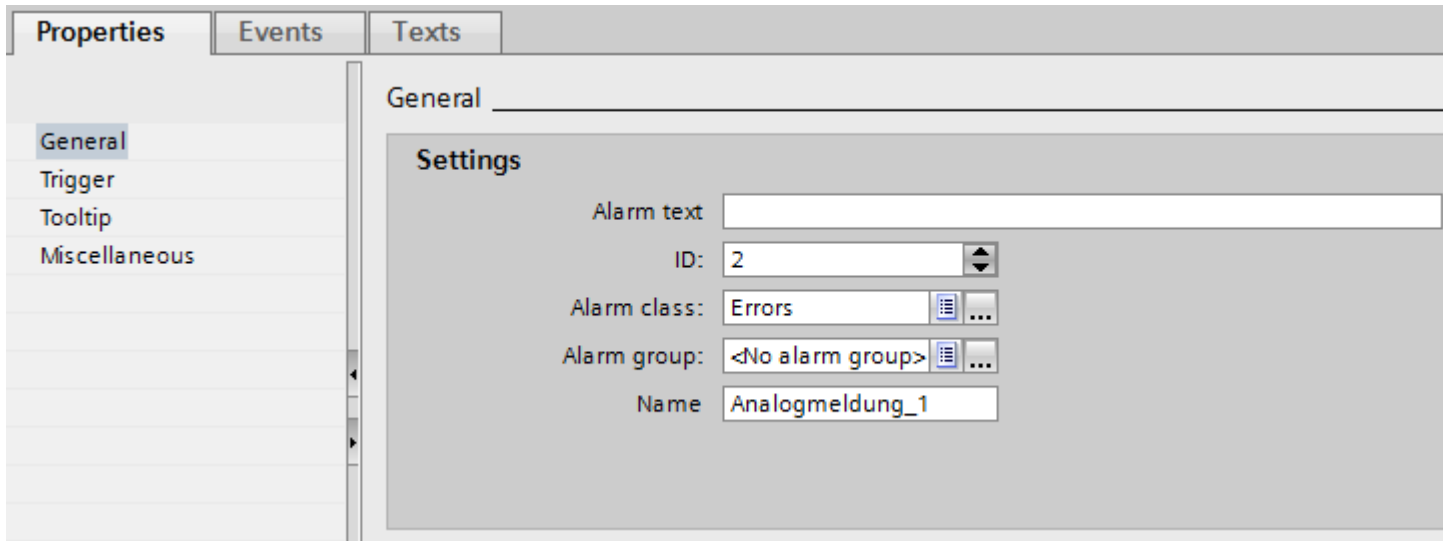 Properties Events Texts
General
General
Trigger
Tooltip
Miscellaneous
Settings
Alarm text
ID: 2
Alarm class: Errors ...
Alarm group: <No alarm group> ...
Name Analogmeldung_1